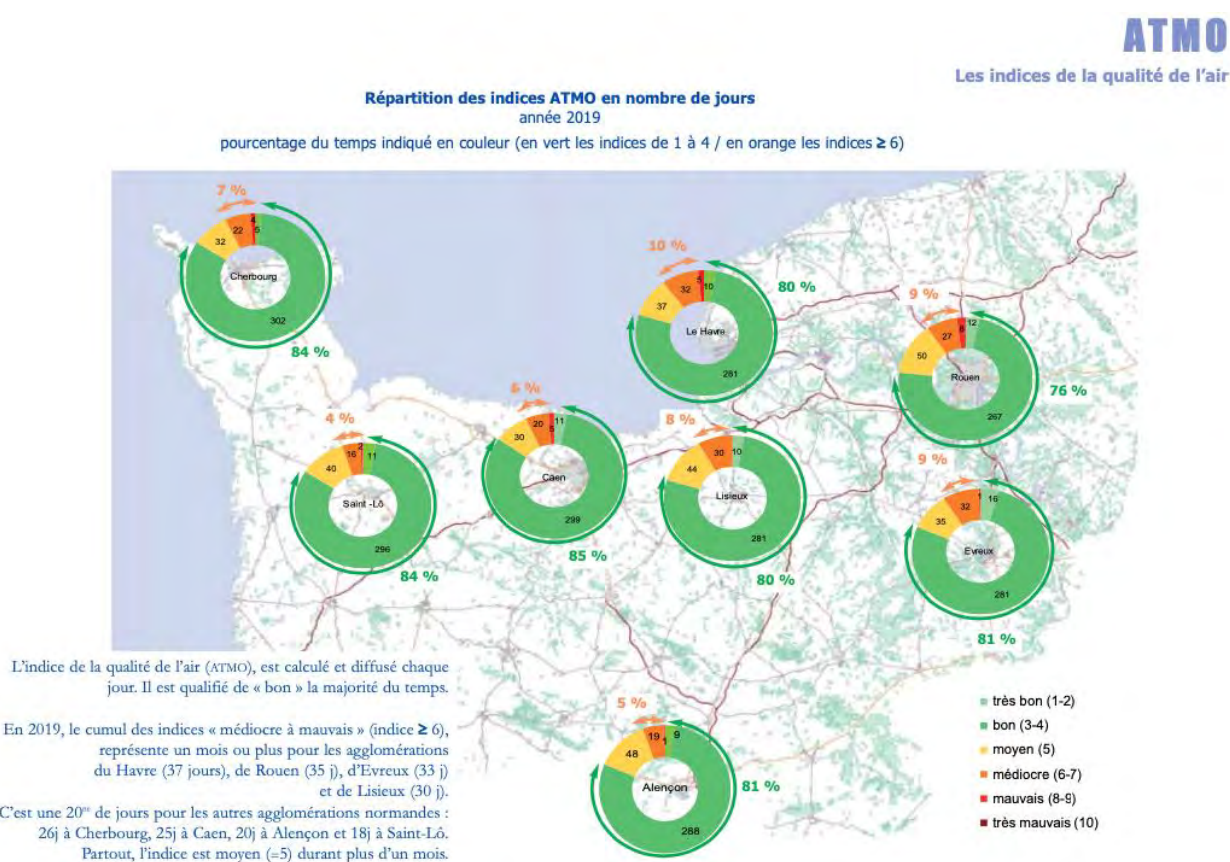 ATMO
Les indices de la qualité de l'air
Répartition des indices ATMO en nombre de jours
année 2019
pourcentage du temps indiqué en couleur (en vert les indices de 1 à 4 / en orange les indices ≥ 6)
7 %
4
22
5
32
Cherbourg
302
84 %
10 %
5
32
10
37
Le Havre
281
80 %
9 %
8
12
27
50
Rouen
267
76 %
6 %
20
5
11
30
Caen
299
85 %
4 %
2
16
11
40
Saint -Lô
296
84 %
8 %
30
10
44
Lisieux
281
80 %
9 %
1
16
32
35
Evreux
281
81 %
5 %
19
1
9
48
Alençon
288
81 %
très bon (1-2)
bon (3-4)
moyen (5)
médiocre (6-7)
mauvais (8-9)
très mauvais (10)
L'indice de la qualité de l'air (ATMO), est calculé et diffusé chaque
jour. Il est qualifié de « bon » la majorité du temps.
En 2019, le cumul des indices « médiocre à mauvais » (indice ≥ 6),
représente un mois ou plus pour les agglomérations
du Havre (37 jours), de Rouen (35 j), d'Evreux (33 j)
et de Lisieux (30 j).
C'est une 20ne de jours pour les autres agglomérations normandes :
26j à Cherbourg, 25j à Caen, 20j à Alençon et 18j à Saint-Lô.
Partout, l'indice est moyen (=5) durant plus d'un mois.